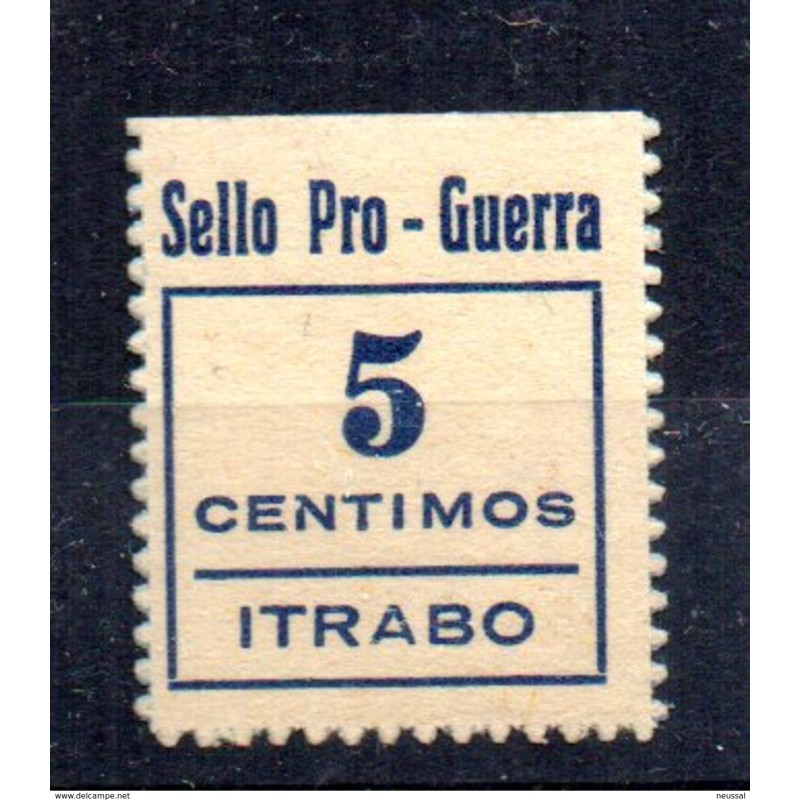 Sello Pro - Guerra
5
CENTIMOS
ITRABO
www.delcampe.net
neussal